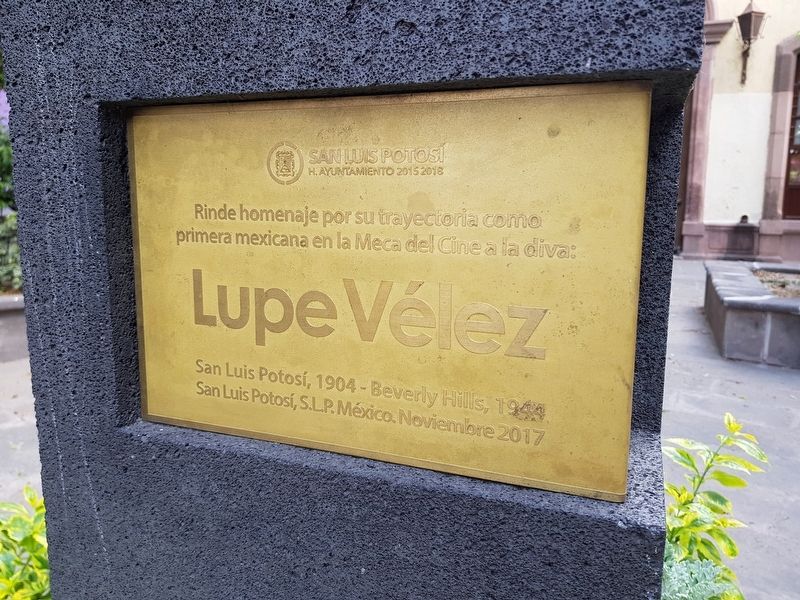 SAN LUIS POTOSÍ
H. AYUNTAMIENTO 2015 2018
Rinde homenaje por su trayectoria como
primera mexicana en la Meca del Cine a la diva:
Lupe Vélez
San Luis Potosí, 1904 - Beverly Hills, 1944
San Luis Potosí, S.L.P. México. Noviembre 2017